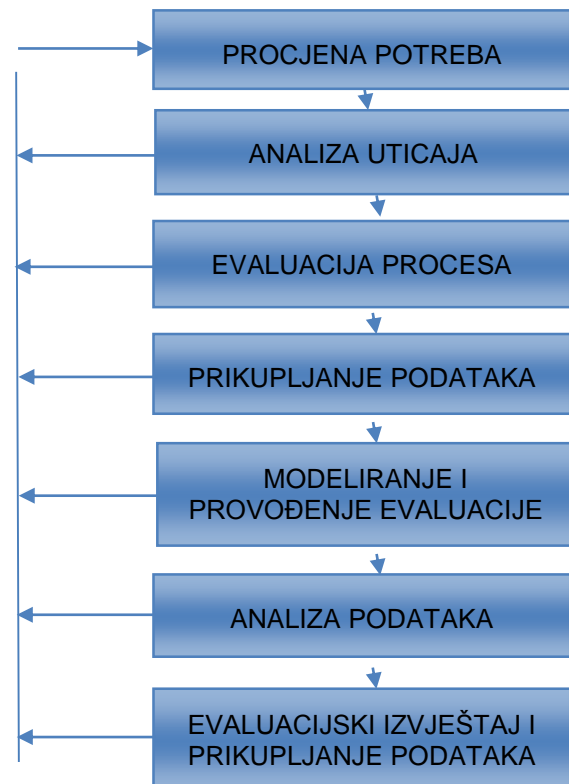 PROCJENA POTREBA
ANALIZA UTICAJA
EVALUACIJA PROCESA
PRIKUPLJANJE PODATAKA
MODELIRANJE I
PROVOĐENJE EVALUACIJE
ANALIZA PODATAKA
EVALUACIJSKI IZVJEŠTAJ I
PRIKUPLJANJE PODATAKA